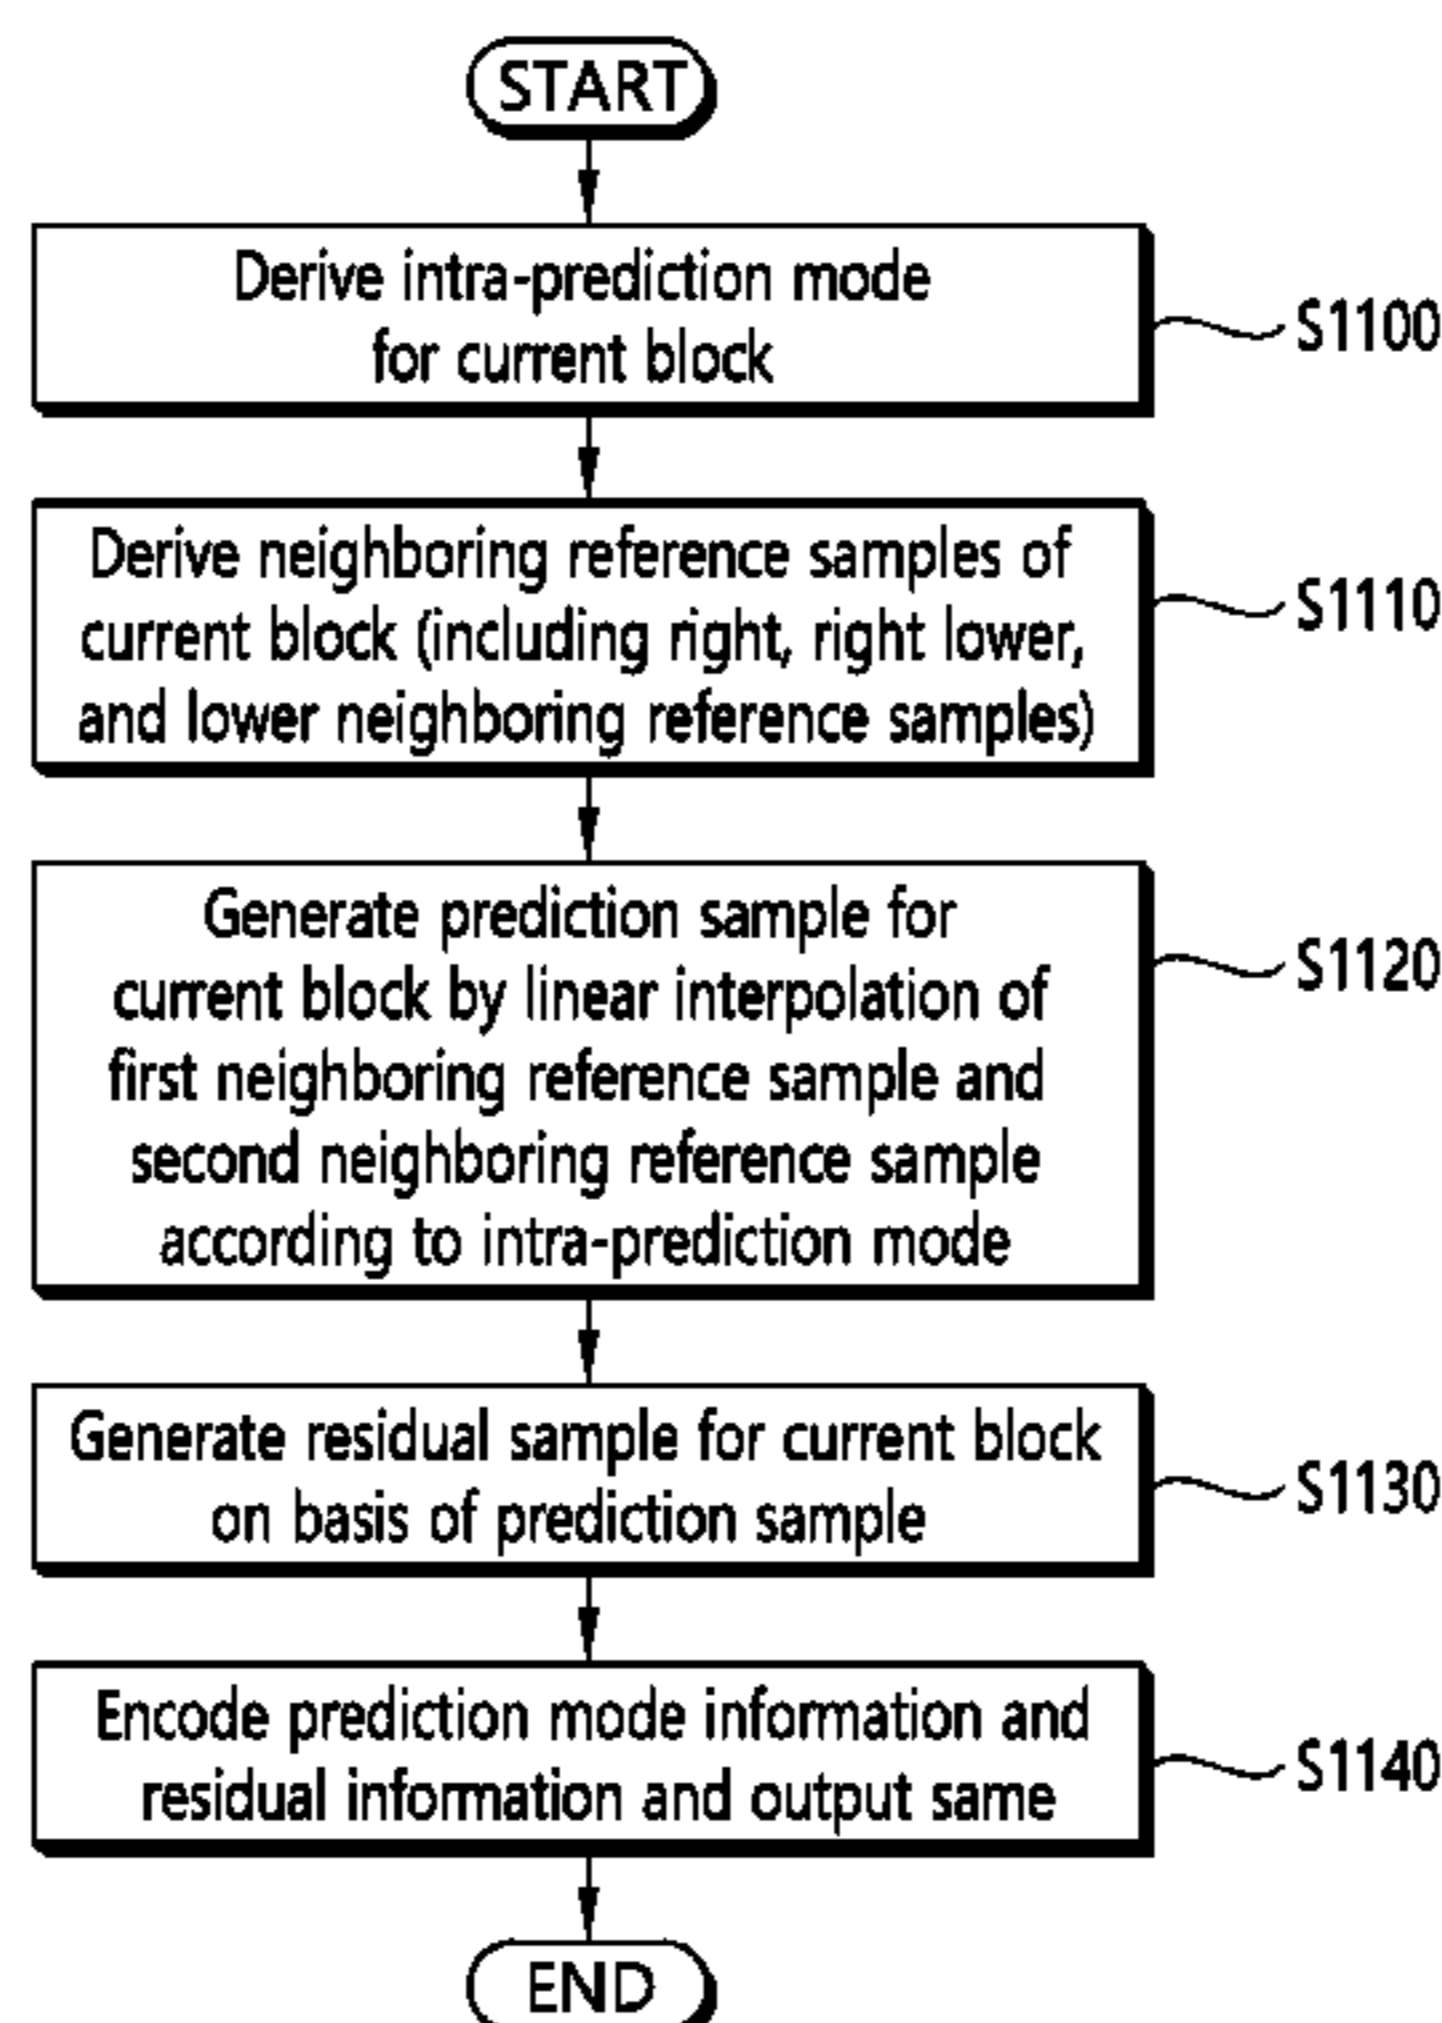 START
Derive intra-prediction mode
for current block
S1100
Derive neighboring reference samples of
current block (including right, right lower,
and lower neighboring reference samples)
S1110
Generate prediction sample for
current block by linear interpolation of
first neighboring reference sample and
second neighboring reference sample
according to intra-prediction mode
S1120
Generate residual sample for current block
on basis of prediction sample
S1130
Encode prediction mode information and
residual information and output same
S1140
END